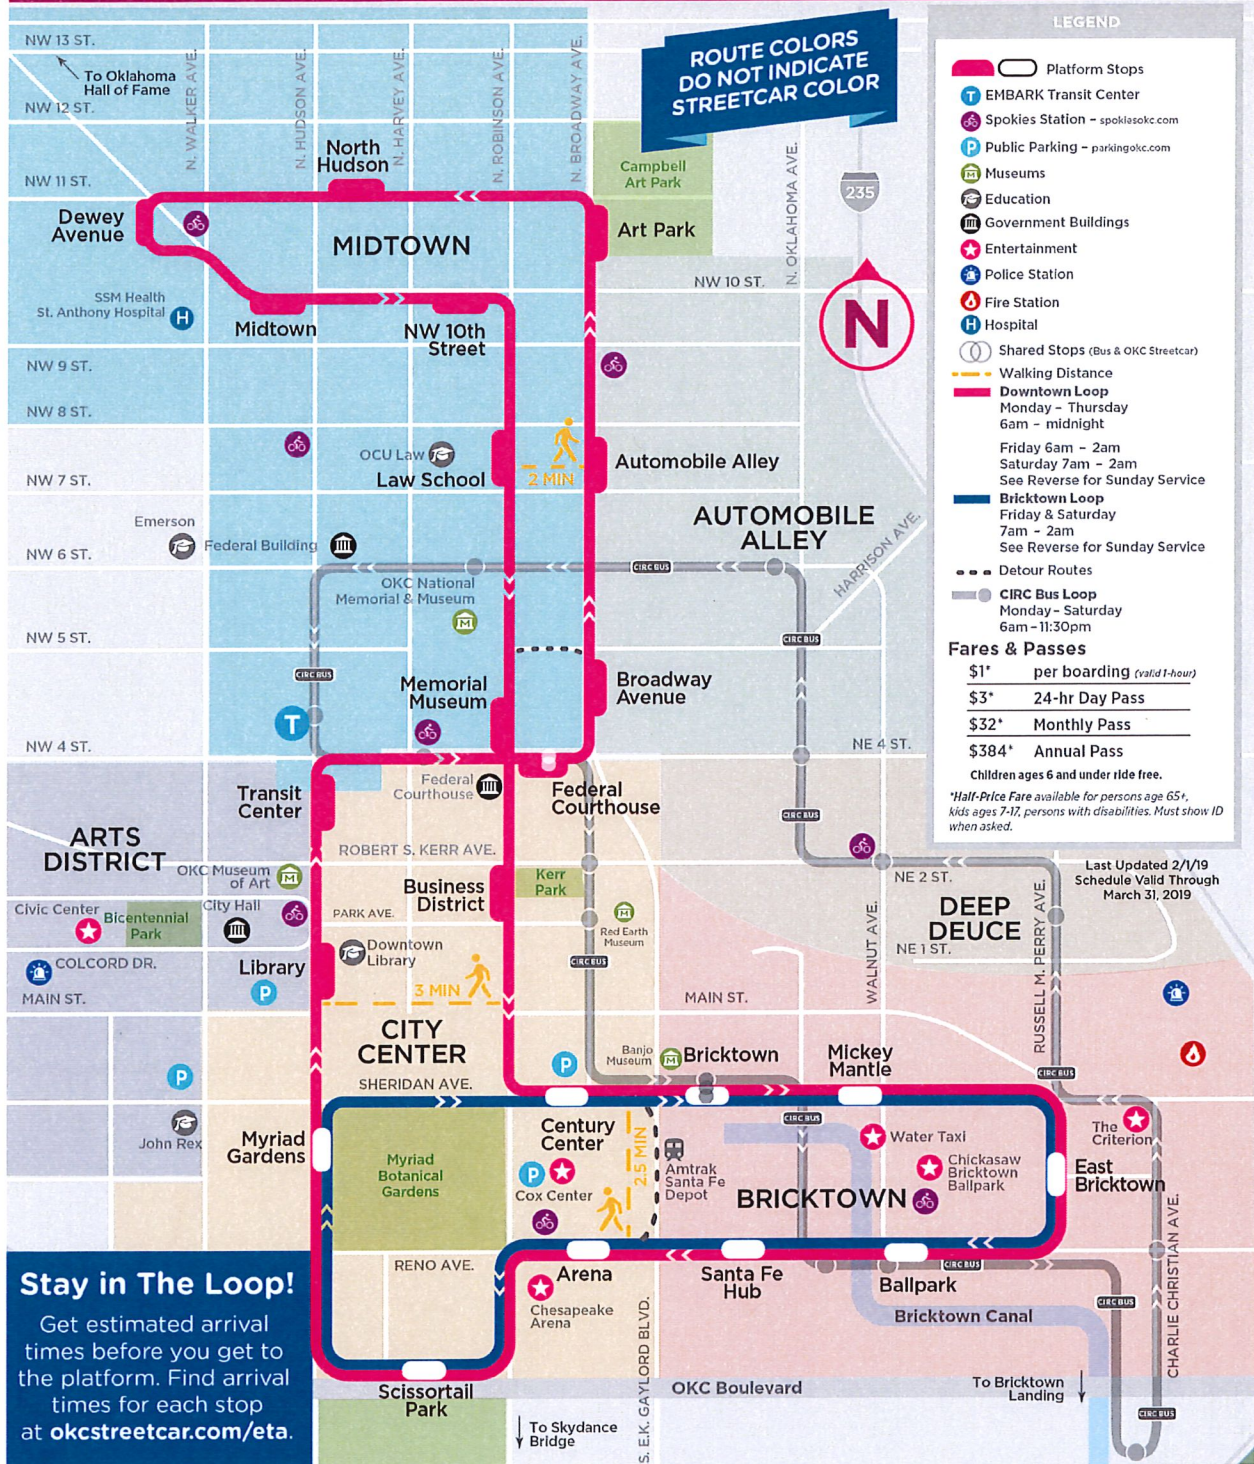 NW 13 ST.
To Oklahoma
Hall of Fame
NW 12 ST.
NW 11 ST.
N. WALKER AVE.
N. HUDSON AVE.
N. HARVEY AVE.
N. ROBINSON AVE.
N. BROADWAY AVE.
N. OKLAHOMA AVE.
ROUTE COLORS
DO NOT INDICATE
STREETCAR COLOR
235
North
Hudson
Campbell
Art Park
Dewey
Avenue
MIDTOWN
Art Park
NW 10 ST.
N
SSM Health
St. Anthony Hospital
H
Midtown
NW 10th
Street
NW 9 ST.
NW 8 ST.
OCU Law
Law School
2 MIN
Automobile Alley
NW 7 ST.
AUTOMOBILE
ALLEY
HARRISON AVE.
Emerson
Federal Building
NW 6 ST.
CIRC BUS
OKC National
Memorial & Museum
M
CIRC BUS
NW 5 ST.
CIRC BUS
Memorial
Museum
Broadway
Avenue
T
NW 4 ST.
NE 4 ST.
Transit
Center
Federal
Courthouse
Federal
Courthouse
CIRC BUS
ARTS
DISTRICT
ROBERT S. KERR AVE.
OKC Museum
of Art
M
Business
District
Kerr
Park
NE 2 ST.
Civic Center
Bicentennial
Park
City Hall
PARK AVE.
M
Red Earth
Museum
DEEP
DEUCE
NE 1 ST.
Downtown
Library
COLCORD DR.
Library
P
CIRC BUS
WALNUT AVE.
RUSSELL M. PERRY AVE.
MAIN ST.
3 MIN
MAIN ST.
CITY
CENTER
P
SHERIDAN AVE.
P
Banjo
Museum
M
Bricktown
Mickey
Mantle
CIRC BUS
John Rex
Myriad
Gardens
Myriad
Botanical
Gardens
Century
Center
P
Cox Center
2.5 MIN
Amtrak
Santa Fe
Depot
CIRC BUS
Water Taxi
Chickasaw
Bricktown
Ballpark
BRICKTOWN
The
Criterion
East
Bricktown
RENO AVE.
Arena
Chesapeake
Arena
Santa Fe
Hub
Ballpark
CIRC BUS
CIRC BUS
Bricktown Canal
CHARLIE CHRISTIAN AVE.
S. E.K. GAYLORD BLVD.
Scissortail
Park
OKC Boulevard
To Bricktown
Landing
CIRC BUS
To Skydance
Bridge
Stay in The Loop!
Get estimated arrival
times before you get to
the platform. Find arrival
times for each stop
at okcstreetcar.com/eta.
LEGEND
Platform Stops
T EMBARK Transit Center
Spokies Station – spokiesokc.com
P Public Parking – parkingokc.com
M Museums
Education
Government Buildings
Entertainment
Police Station
Fire Station
H Hospital
Shared Stops (Bus & OKC Streetcar)
Walking Distance
Downtown Loop
Monday – Thursday
6am – midnight
Friday 6am – 2am
Saturday 7am – 2am
See Reverse for Sunday Service
Bricktown Loop
Friday & Saturday
7am – 2am
See Reverse for Sunday Service
Detour Routes
CIRC Bus Loop
Monday – Saturday
6am – 11:30pm
Fares & Passes
$1* per boarding (valid 1-hour)
$3* 24-hr Day Pass
$32* Monthly Pass
$384* Annual Pass
Children ages 6 and under ride free.
*Half-Price Fare available for persons age 65+,
kids ages 7-17, persons with disabilities. Must show ID
when asked.
Last Updated 2/1/19
Schedule Valid Through
March 31, 2019